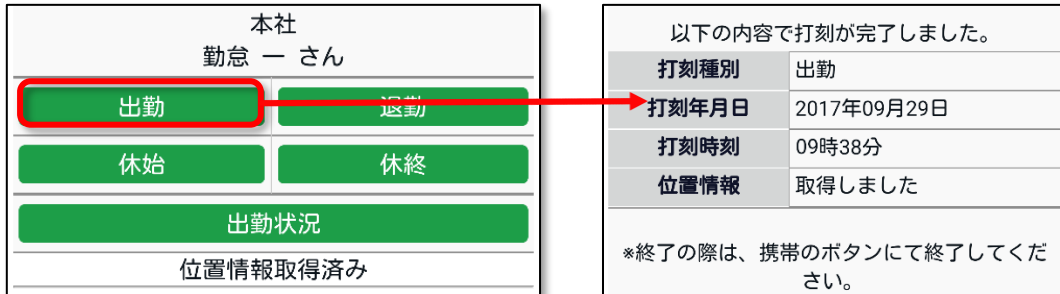 本社
勤怠 一 さん
出勤 退勤
休始 休終
出勤状況
位置情報取得済み
以下の内容で打刻が完了しました。
打刻種別 出勤
打刻年月日 2017年09月29日
打刻時刻 09時38分
位置情報 取得しました
※終了の際は、携帯のボタンにて終了してくだ
さい。